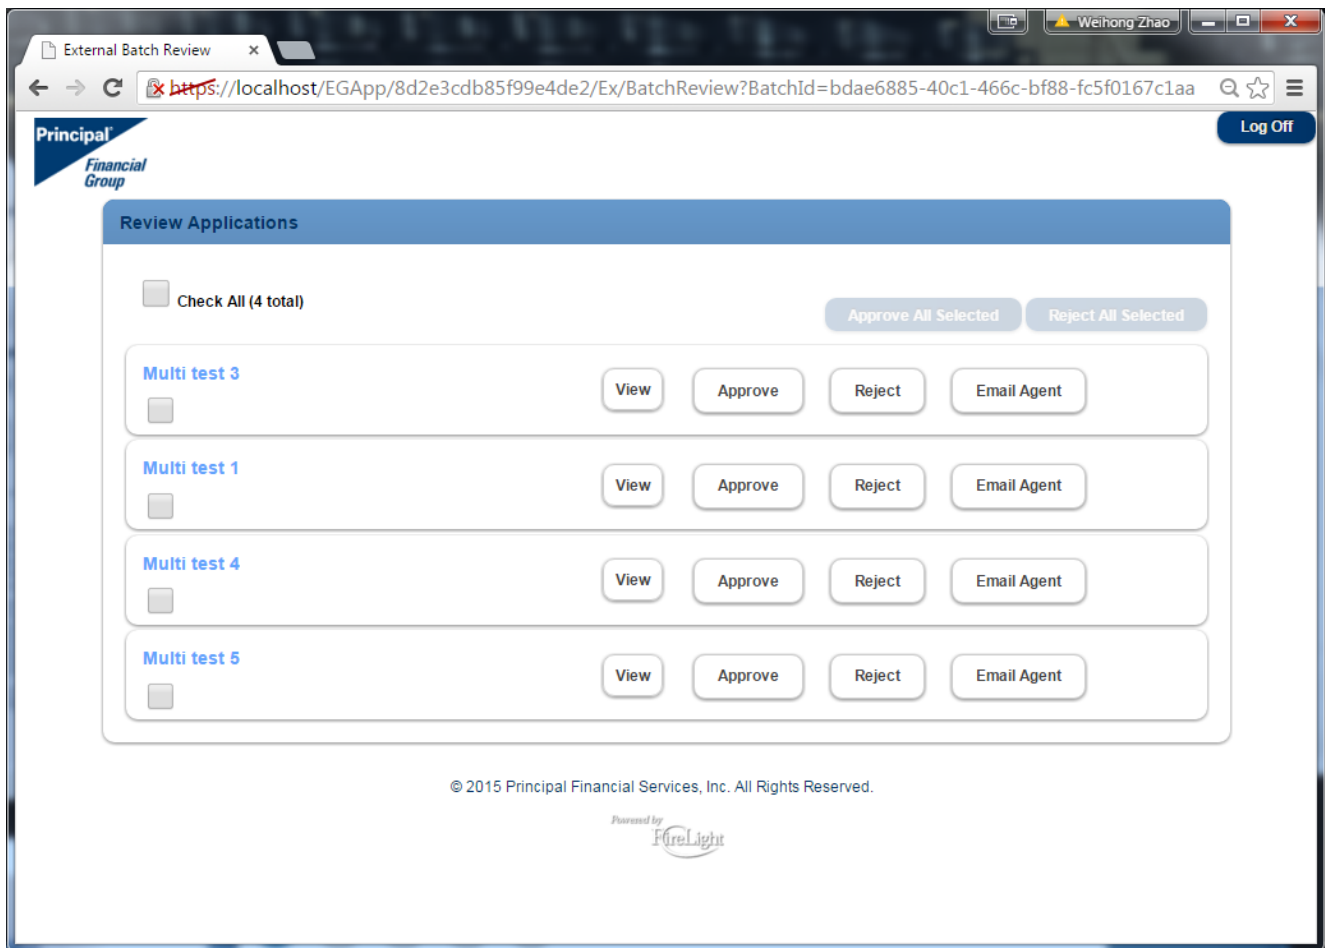 Weihong Zhao
External Batch Review
https://localhost/EGApp/8d2e3cdb85f99e4de2/Ex/BatchReview?BatchId=bdae6885-40c1-466c-bf88-fc5f0167c1aa
Principal
Financial
Group
Log Off
Review Applications
Check All (4 total)
Approve All Selected Reject All Selected
Multi test 3
View Approve Reject Email Agent
Multi test 1
View Approve Reject Email Agent
Multi test 4
View Approve Reject Email Agent
Multi test 5
View Approve Reject Email Agent
© 2015 Principal Financial Services, Inc. All Rights Reserved.
Powered by
FireLight